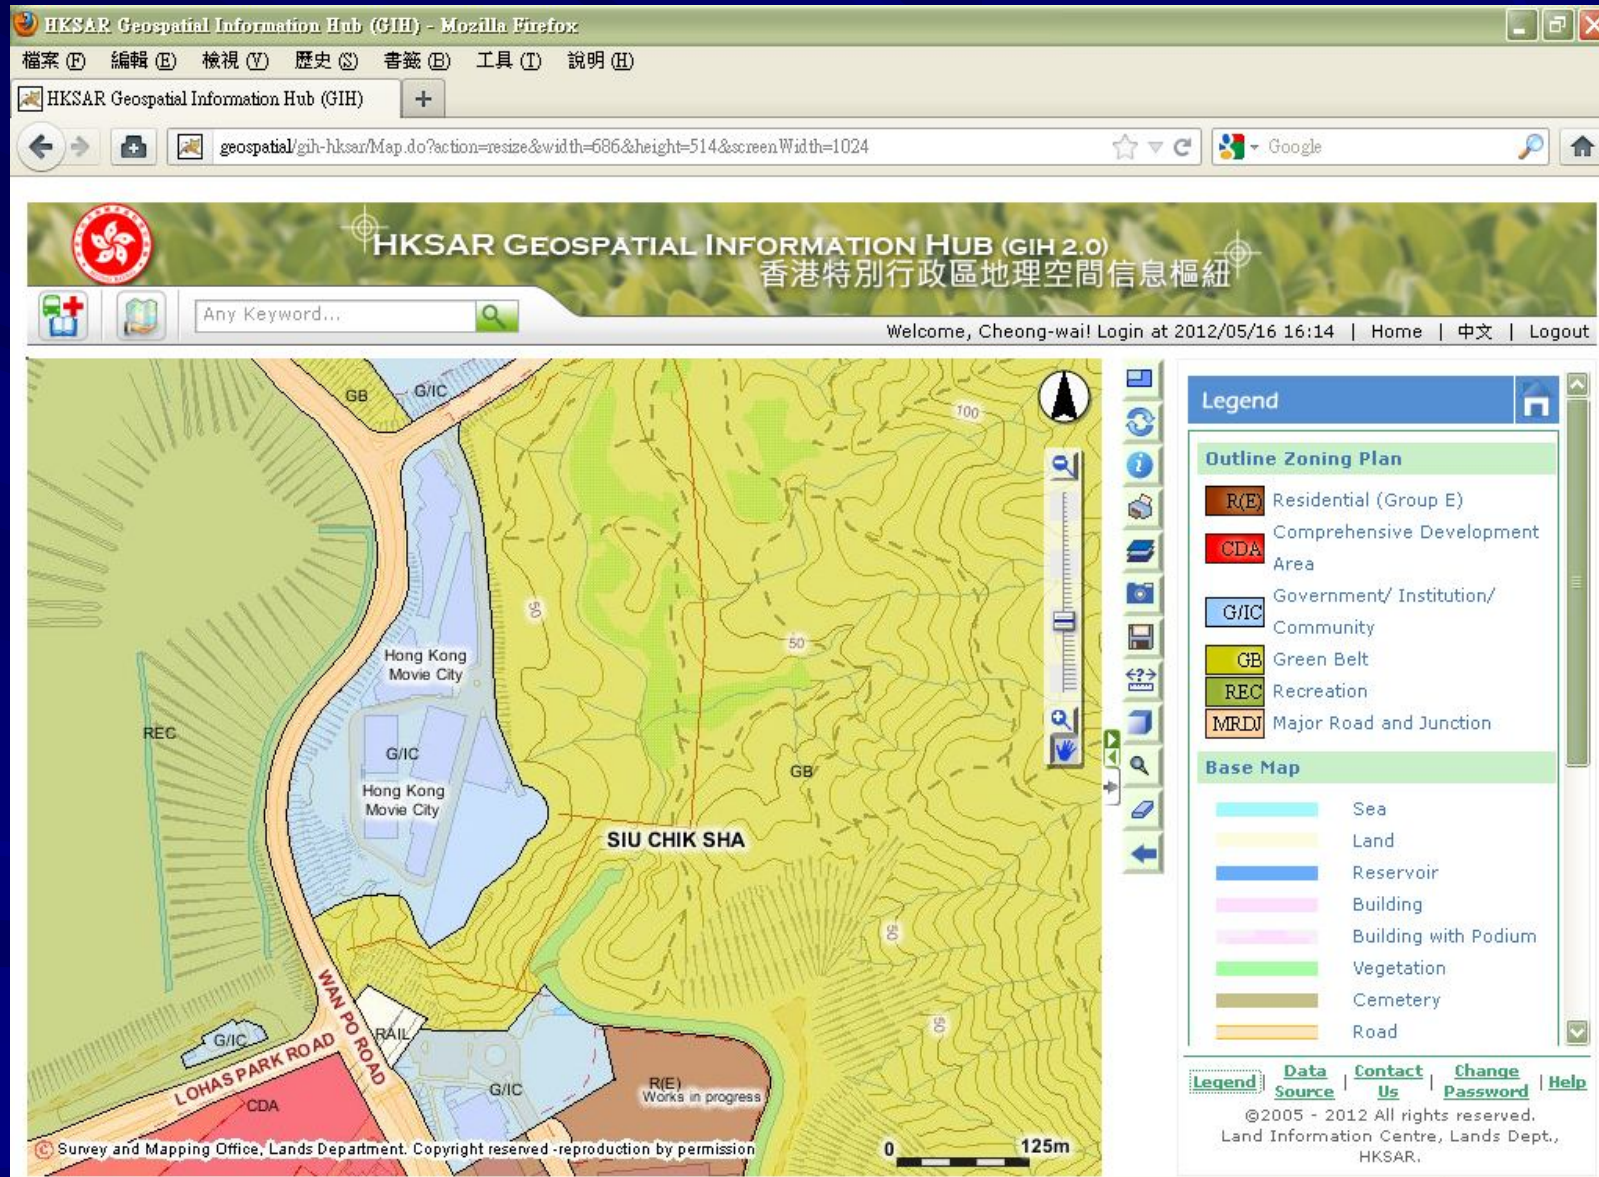 HKSAR Geospatial Information Hub (GIH) - Mozilla Firefox
檔案 (F) 編輯 (E) 檢視 (V) 歷史 (S) 書籤 (B) 工具 (T) 說明 (H)
HKSAR Geospatial Information Hub (GIH) +
geospatial/gih-hksar/Map.do?action=resize&width=686&height=514&screenWidth=1024
Google
HKSAR GEOSPATIAL INFORMATION HUB (GIH 2.0)
香港特別行政區地理空間信息樞紐
Any Keyword...
Welcome, Cheong-wai! Login at 2012/05/16 16:14 | Home | 中文 | Logout
GB
G/IC
100
50
50
Hong Kong
Movie City
REC
G/IC
Hong Kong
Movie City
GB
SIU CHIK SHA
50
50
WAN PO ROAD
RAIL
G/IC
LOHAS PARK ROAD
CDA
G/IC
R(E)
Works in progress
© Survey and Mapping Office, Lands Department. Copyright reserved -reproduction by permission
0 125m
Legend
Outline Zoning Plan
R(E) Residential (Group E)
CDA Comprehensive Development
Area
G/IC Government/ Institution/
Community
GB Green Belt
REC Recreation
MRDJ Major Road and Junction
Base Map
Sea
Land
Reservoir
Building
Building with Podium
Vegetation
Cemetery
Road
Legend | Data Source | Contact Us | Change Password | Help
©2005 - 2012 All rights reserved.
Land Information Centre, Lands Dept.,
HKSAR.